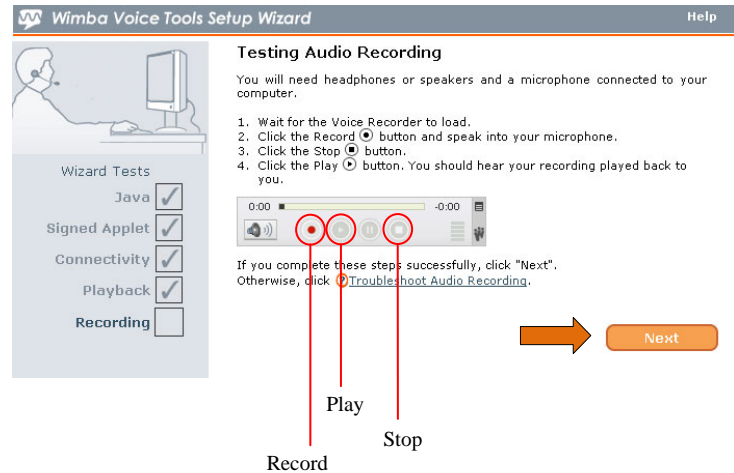 Wimba Voice Tools Setup Wizard
Help
Testing Audio Recording
You will need headphones or speakers and a microphone connected to your
computer.
1. Wait for the Voice Recorder to load.
2. Click the Record button and speak into your microphone.
3. Click the Stop button.
4. Click the Play button. You should hear your recording played back to
you.
Wizard Tests
Java
Signed Applet
Connectivity
Playback
Recording
0:00 -0:00
If you complete these steps successfully, click "Next".
Otherwise, click ? Troubleshoot Audio Recording.
Next
Play
Stop
Record